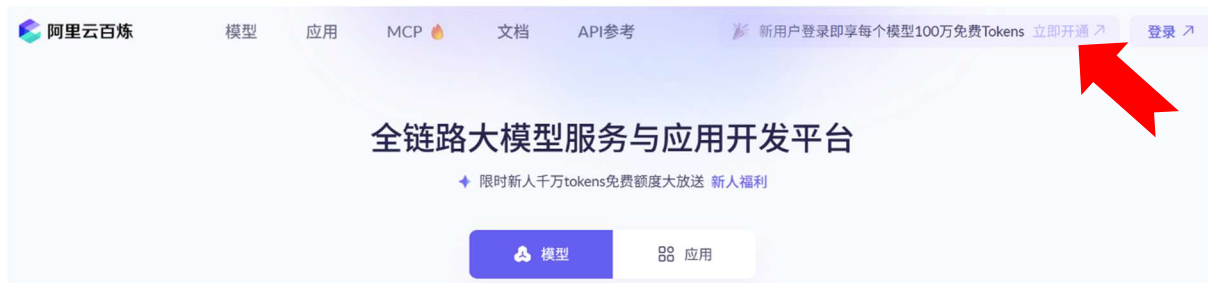 阿里云百炼 模型 应用 MCP 文档 API参考 新用户登录即享每个模型100万免费Tokens 立即开通 登录
全链路大模型服务与应用开发平台
限时新人千万tokens免费额度大放送 新人福利
模型 应用